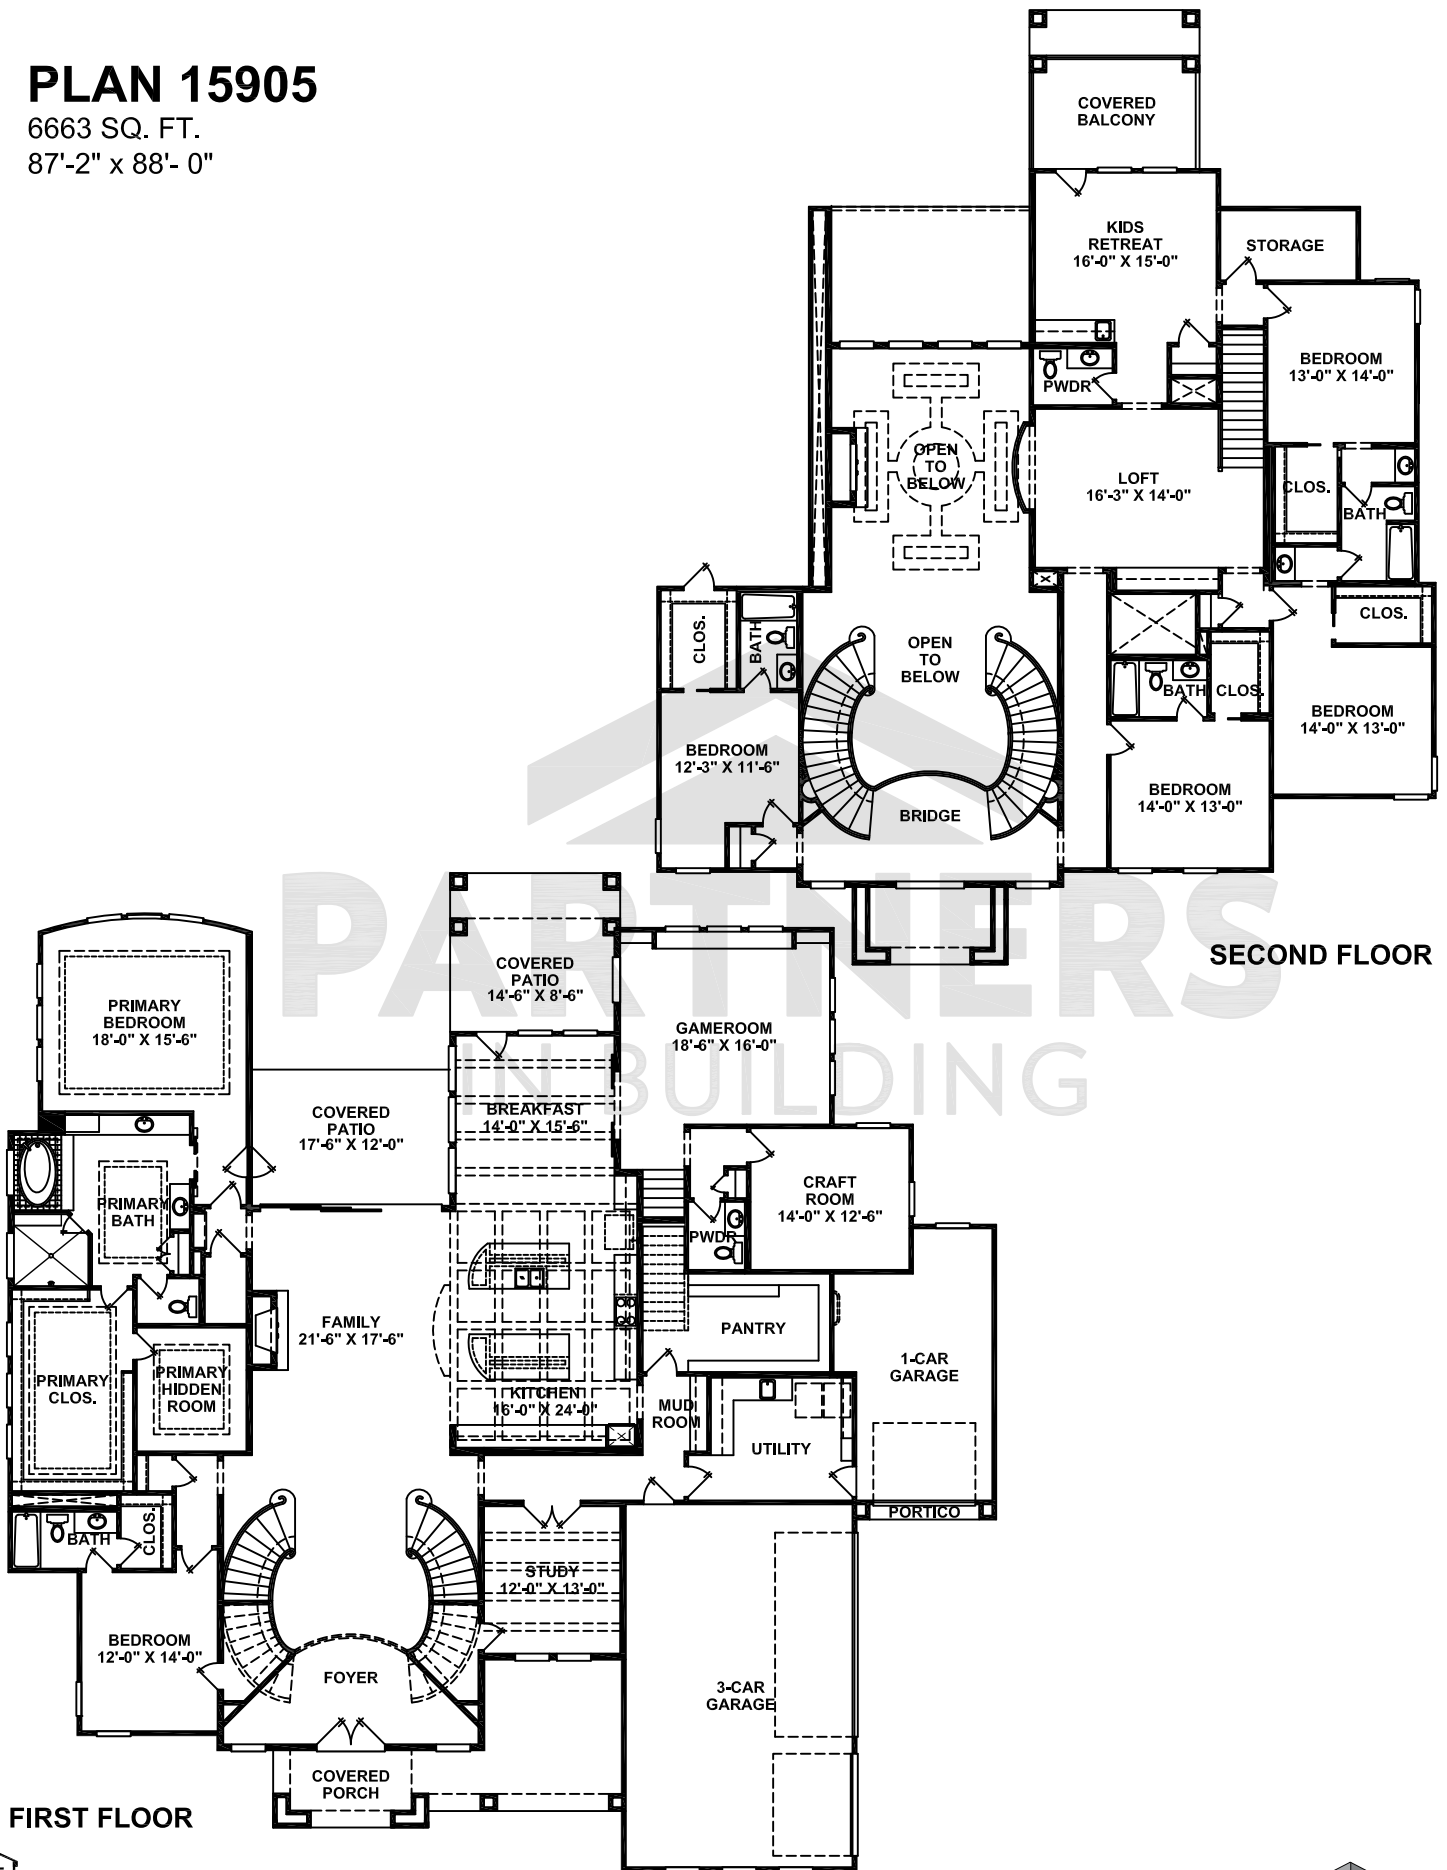 PLAN 15905
6663 SQ. FT.
87'-2" x 88'- 0"
COVERED
BALCONY
KIDS
RETREAT
16'-0" X 15'-0"
STORAGE
BEDROOM
13'-0" X 14'-0"
PWDR
OPEN
TO
BELOW
LOFT
16'-3" X 14'-0"
CLOS.
BATH
CLOS.
BATH
OPEN
TO
BELOW
CLOS.
BATH
CLOS.
BEDROOM
14'-0" X 13'-0"
BEDROOM
12'-3" X 11'-6"
BEDROOM
14'-0" X 13'-0"
BRIDGE
SECOND FLOOR
PARTNERS
IN BUILDING
COVERED
PATIO
14'-6" X 8'-6"
PRIMARY
BEDROOM
18'-0" X 15'-6"
GAMEROOM
18'-6" X 16'-0"
COVERED
PATIO
17'-6" X 12'-0"
BREAKFAST
14'-0" X 15'-6"
PRIMARY
BATH
CRAFT
ROOM
14'-0" X 12'-6"
PWDR
FAMILY
21'-6" X 17'-6"
PANTRY
1-CAR
GARAGE
PRIMARY
CLOS.
PRIMARY
HIDDEN
ROOM
KITCHEN
16'-0" X 24'-0"
MUD
ROOM
UTILITY
PORTICO
BATH
CLOS.
STUDY
12'-0" X 13'-0"
BEDROOM
12'-0" X 14'-0"
FOYER
3-CAR
GARAGE
COVERED
PORCH
FIRST FLOOR